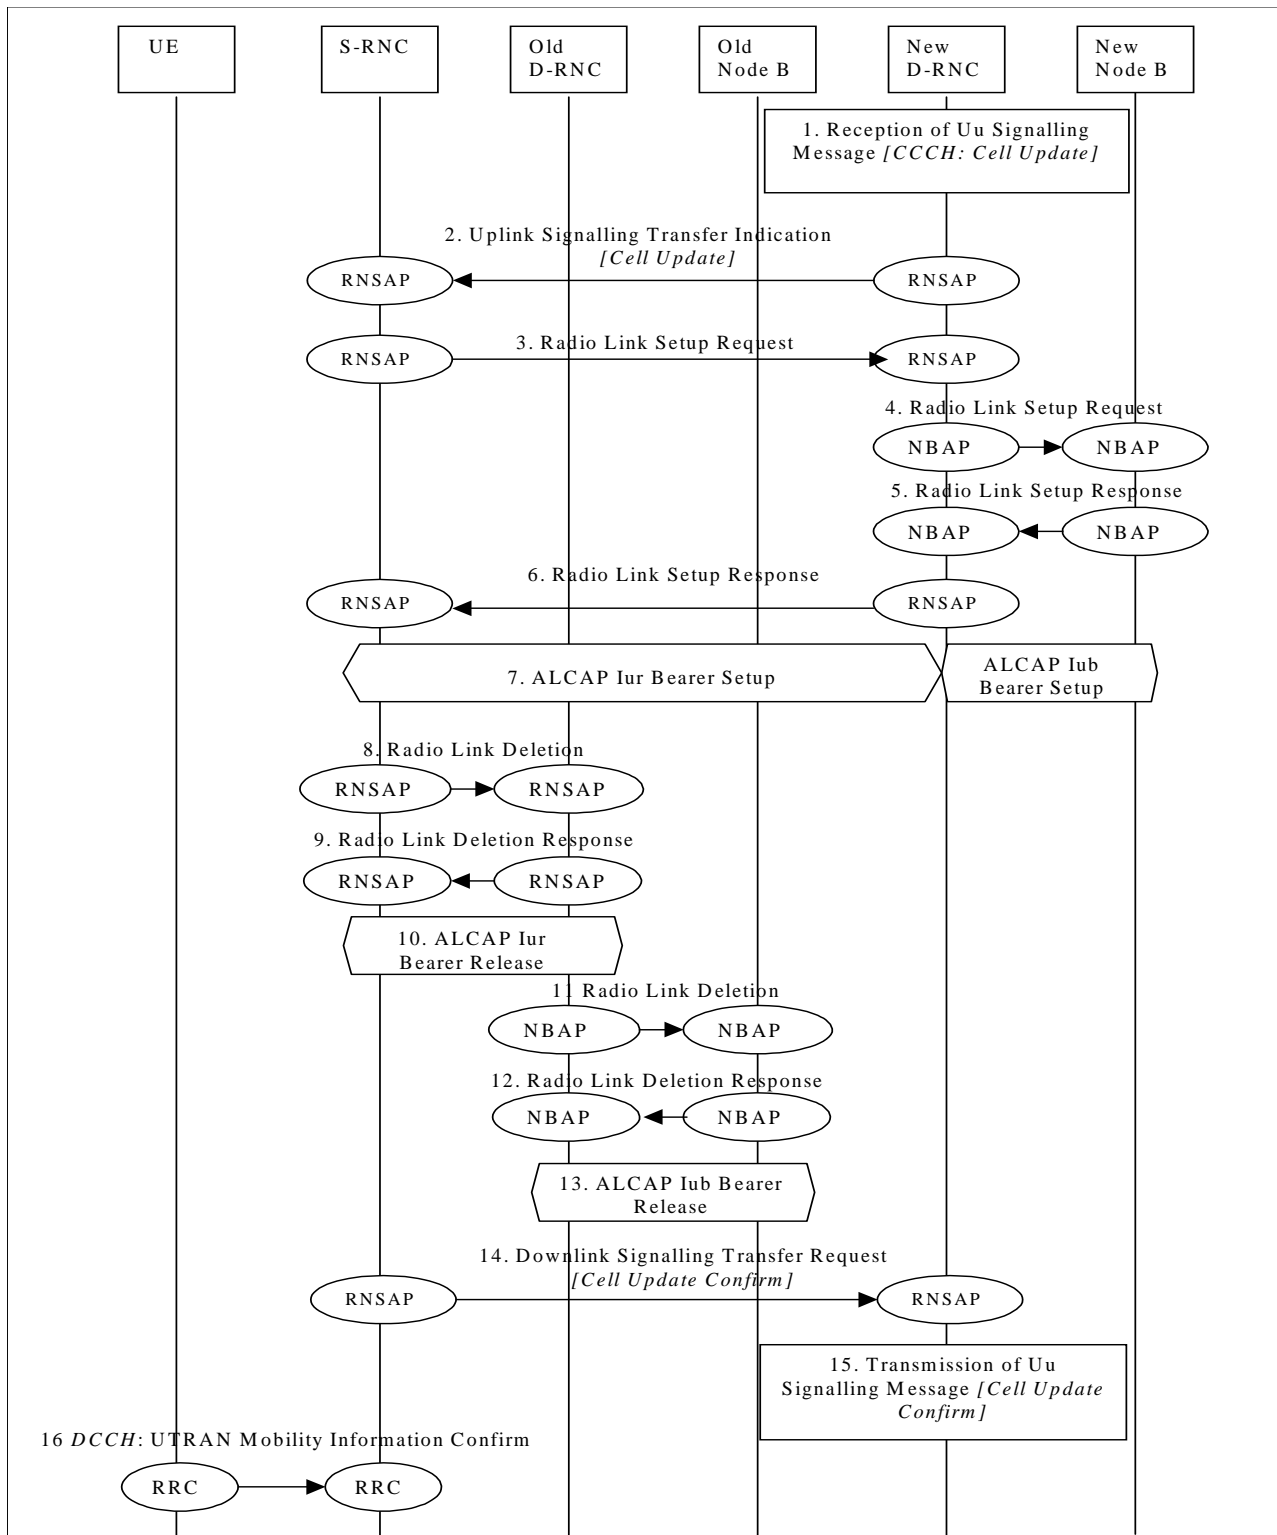 UE
S-RNC
Old
D-RNC
Old
Node B
New
D-RNC
New
Node B
1. Reception of Uu Signalling
Message [CCCH: Cell Update]
2. Uplink Signalling Transfer Indication
[Cell Update]
RNSAP
RNSAP
3. Radio Link Setup Request
RNSAP
RNSAP
4. Radio Link Setup Request
NBAP
NBAP
5. Radio Link Setup Response
NBAP
NBAP
6. Radio Link Setup Response
RNSAP
RNSAP
7. ALCAP Iur Bearer Setup
ALCAP Iub
Bearer Setup
8. Radio Link Deletion
RNSAP
RNSAP
9. Radio Link Deletion Response
RNSAP
RNSAP
10. ALCAP Iur
Bearer Release
11 Radio Link Deletion
NBAP
NBAP
12. Radio Link Deletion Response
NBAP
NBAP
13. ALCAP Iub Bearer
Release
14. Downlink Signalling Transfer Request
[Cell Update Confirm]
RNSAP
RNSAP
15. Transmission of Uu
Signalling Message [Cell Update
Confirm]
16 DCCH: UTRAN Mobility Information Confirm
RRC
RRC